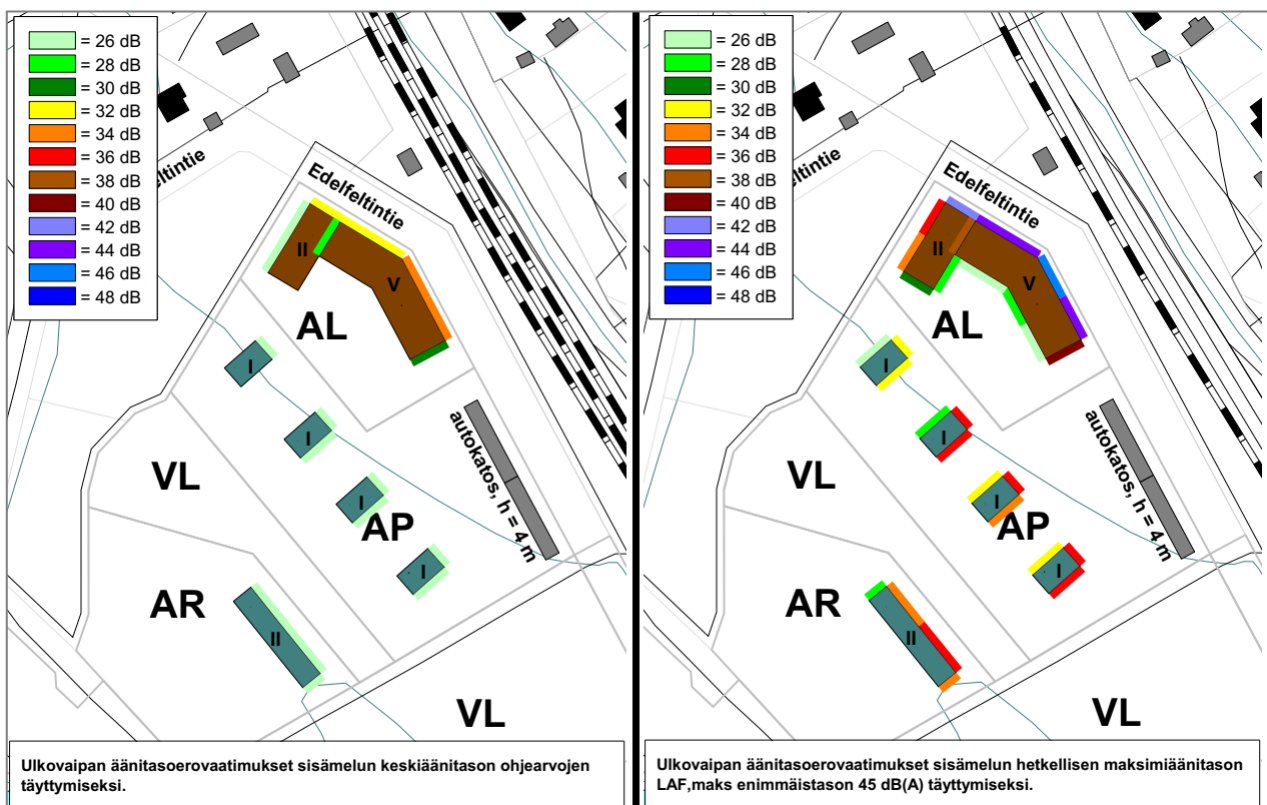 = 26 dB
= 28 dB
= 30 dB
= 32 dB
= 34 dB
= 36 dB
= 38 dB
= 40 dB
= 42 dB
= 44 dB
= 46 dB
= 48 dB
feltintie
Edelfeltintie
II
V
AL
I
I
I
I
autokatos, h = 4 m
VL
AP
AR
II
VL
Ulkovaipan äänitasoerovaatimukset sisämelun keskiäänitason ohjearvojen
täyttymiseksi.
= 26 dB
= 28 dB
= 30 dB
= 32 dB
= 34 dB
= 36 dB
= 38 dB
= 40 dB
= 42 dB
= 44 dB
= 46 dB
= 48 dB
ltintie
Edelfeltintie
II
V
AL
I
I
I
I
autokatos, h = 4 m
VL
AP
AR
II
VL
Ulkovaipan äänitasoerovaatimukset sisämelun hetkellisen maksimiäänitason
LAF,maks enimmäistason 45 dB(A) täyttymiseksi.